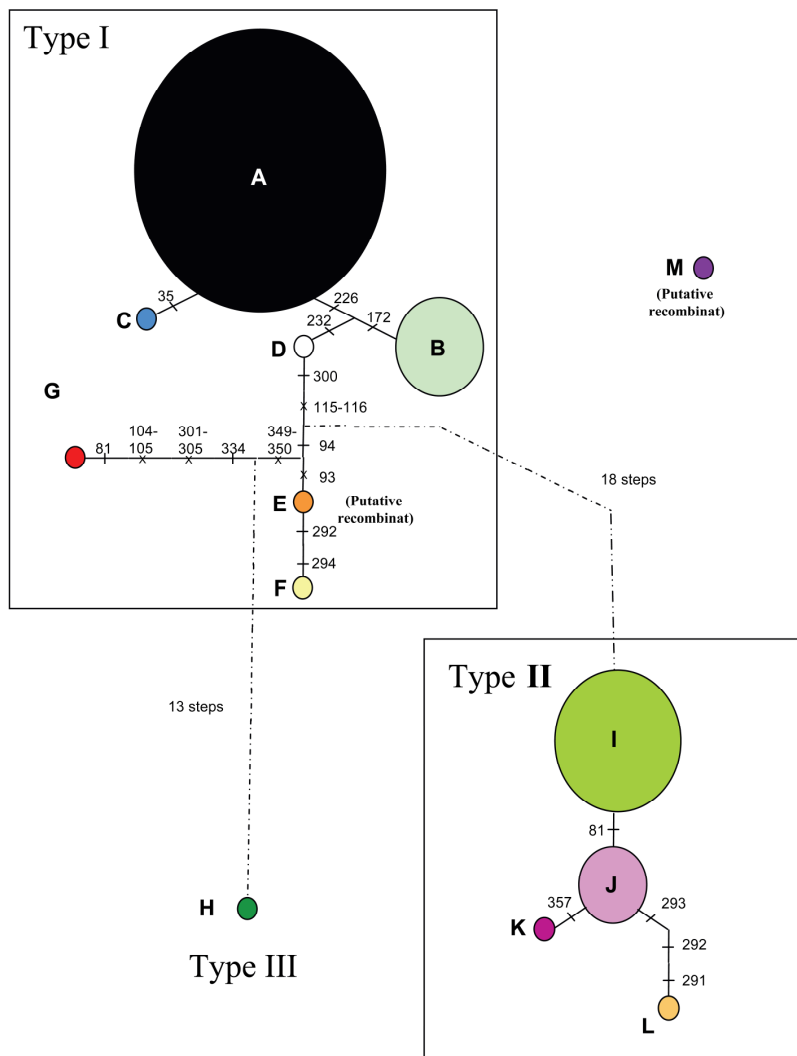 Type I
A
M
(Putative
recombinat)
35
226
C
232
172
D
B
300
G
115-116
104-
301-
349-
105
305
334
350
81
94
93
18 steps
E
(Putative
recombinat)
292
294
F
Type II
13 steps
I
81
J
357
293
K
H
292
Type III
291
L